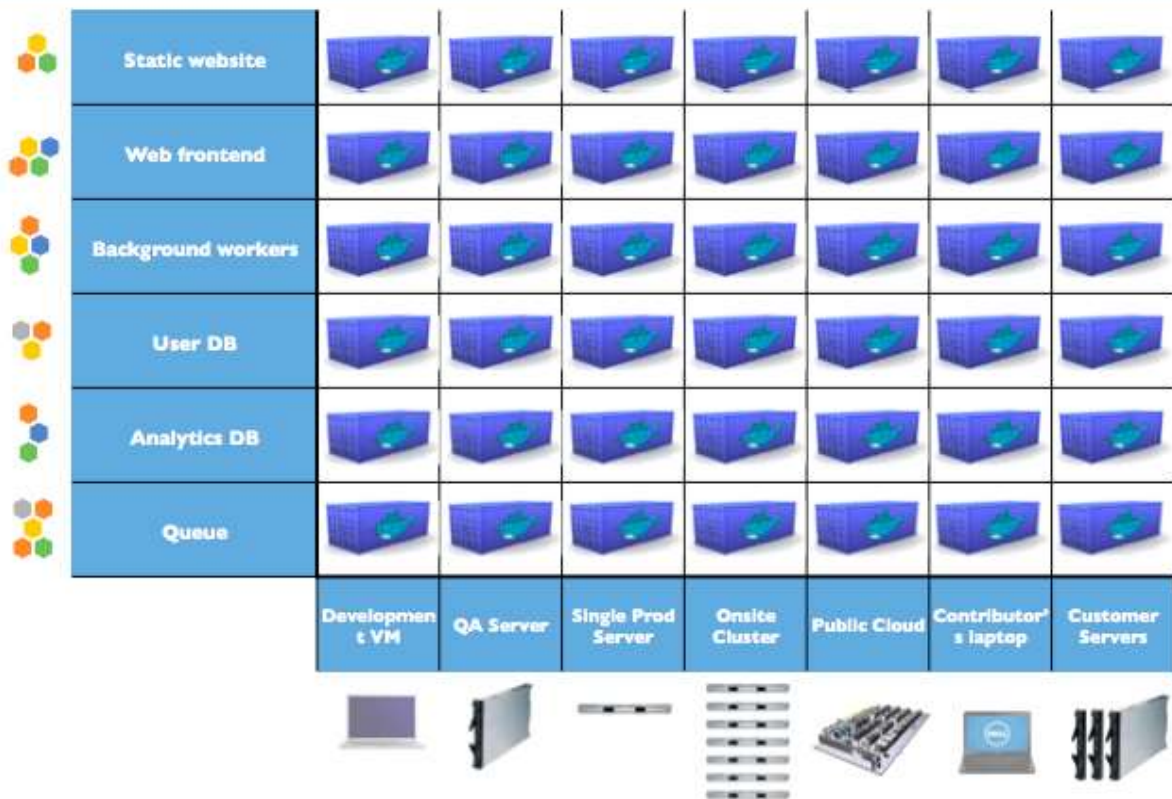 Static website
Web frontend
Background workers
User DB
Analytics DB
Queue
Developmen
t VM
QA Server
Single Prod
Server
Onsite
Cluster
Public Cloud
Contributor's
s laptop
Customer
Servers
DELL